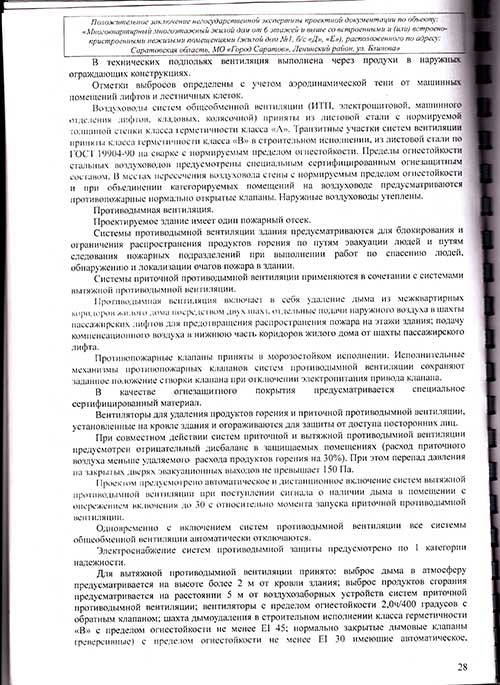 Положительное заключение негосударственной экспертизы проектной документации по объекту:
«Многоквартирный многоэтажный жилой дом от 6 этажей и выше со встроенными и (или) встроено-
пристроенными нежилыми помещениями (жилой дом №1, б/с «Д», «Е»), расположенного по адресу:
Саратовская область, МО «Город Саратов», Ленинский район, ул. Блинова»
В технических подпольях вентиляция выполнена через продухи в наружных
ограждающих конструкциях.
Отметки выбросов определены с учетом аэродинамической тени от машинных
помещений лифтов и лестничных клеток.
Воздуховоды систем общеобменной вентиляции (ИТП, электрощитовой, машинного
отделения лифтов, кладовых, колясочной) приняты из листовой стали с нормируемой
толщиной стенки класса герметичности класса «А». Транзитные участки систем вентиляции
приняты класса герметичности класса «В» в строительном исполнении, из листовой стали по
ГОСТ 19904-90 на сварке с нормируемым пределом огнестойкости. Пределы огнестойкости
стальных воздуховодов предусмотрены специальным сертифицированным огнезащитным
составом. В местах пересечения воздуховода стены с нормируемым пределом огнестойкости
и при объединении категорируемых помещений на воздуховоде предусматриваются
противопожарные нормально открытые клапаны. Наружные воздуховоды утеплены.
Противодымная вентиляция.
Проектируемое здание имеет один пожарный отсек.
Системы противодымной вентиляции здания предусматриваются для блокирования и
ограничения распространения продуктов горения по путям эвакуации людей и путям
следования пожарных подразделений при выполнении работ по спасению людей,
обнаружению и локализации очагов пожара в здании.
Системы приточной противодымной вентиляции применяются в сочетании с системами
вытяжной противодымной вентиляции.
Противодымная вентиляция включает в себя удаление дыма из межквартирных
коридоров жилого дома посредством двух шахт, отдельные подачи наружного воздуха в шахты
пассажирских лифтов для предотвращения распространения пожара на этажи здания; подачу
компенсационного воздуха в нижнюю часть коридоров жилого дома от шахты пассажирского
лифта.
Противопожарные клапаны приняты в морозостойком исполнении. Исполнительные
механизмы противопожарных клапанов систем противодымной вентиляции сохраняют
заданное положение створки клапана при отключении электропитания привода клапана.
В качестве огнезащитного покрытия предусматривается специальное
сертифицированный материал.
Вентиляторы для удаления продуктов горения и приточной противодымной вентиляции,
установленные на кровле здания и огораживаются для защиты от доступа посторонних лиц.
При совместном действии систем приточной и вытяжной противодымной вентиляции
предусмотрен отрицательный дисбаланс в защищаемых помещениях (расход приточного
воздуха меньше удаляемого расхода продуктов горения на 30%). При этом перепад давления
на закрытых дверях эвакуационных выходов не превышает 150 Па.
Проектом предусмотрено автоматическое и дистанционное включение систем вытяжной
противодымной вентиляции при поступлении сигнала о наличии дыма в помещении с
опережением включения до 30 с относительно момента запуска приточной противодымной
вентиляции.
Одновременно с включением систем противодымной вентиляции все системы
общеобменной вентиляции автоматически отключаются.
Электроснабжение систем противодымной защиты предусмотрено по 1 категории
надежности.
Для вытяжной противодымной вентиляции принято: выброс дыма в атмосферу
предусматривается на высоте более 2 м от кровли здания; выброс продуктов сгорания
предусматривается на расстоянии 5 м от воздухозаборных устройств систем приточной
противодымной вентиляции; вентиляторы с пределом огнестойкости 2,0ч/400 градусов с
обратным клапаном; шахта дымоудаления в строительном исполнении класса герметичности
«В» с пределом огнестойкости не менее EI 45; нормально закрытые дымовые клапаны
(реверсивные) с пределом огнестойкости не менее EI 30 имеющие автоматическое,
28